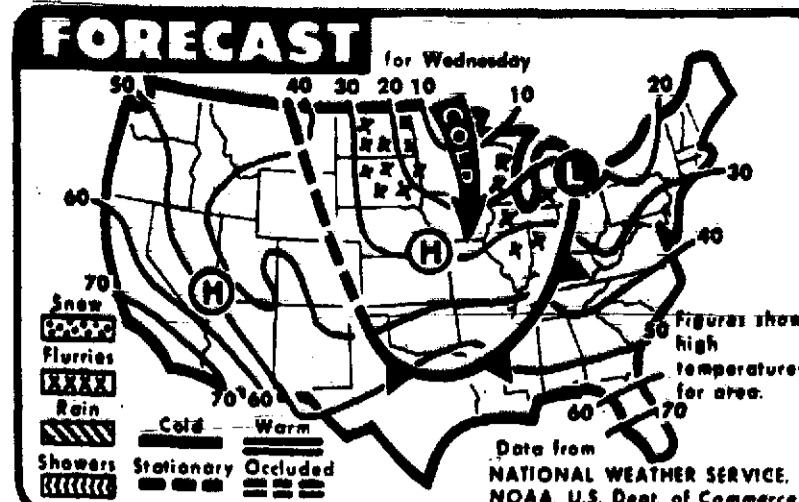 FORECAST
for Wednesday
50 40 30 20 10 10 20
COLD
60 L 30
H 40
70 H
Snow
Flurries
Rain
Showers
Cold Warm
Stationary Occluded
70 60
50
60 70
Figures show
high
temperatures
for area.
Data from
NATIONAL WEATHER SERVICE,
NOAA, U.S. Dept. of Commerce